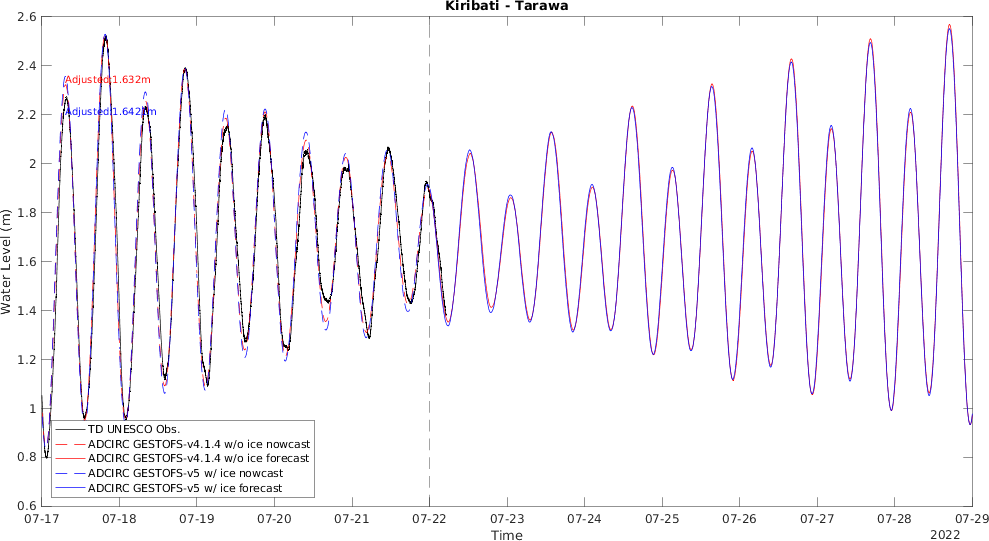 Kiribati - Tarawa
2.6
2.4
2.2
2
1.8
1.6
1.4
1.2
1
0.8
0.6
Water Level (m)
Adjusted:1.632m
Adjusted:1.642m
TD UNESCO Obs.
ADCIRC GESTOFS-v4.1.4 w/o ice nowcast
ADCIRC GESTOFS-v4.1.4 w/o ice forecast
ADCIRC GESTOFS-v5 w/ ice nowcast
ADCIRC GESTOFS-v5 w/ ice forecast
07-17 07-18 07-19 07-20 07-21 07-22 07-23 07-24 07-25 07-26 07-27 07-28 07-29
Time
2022